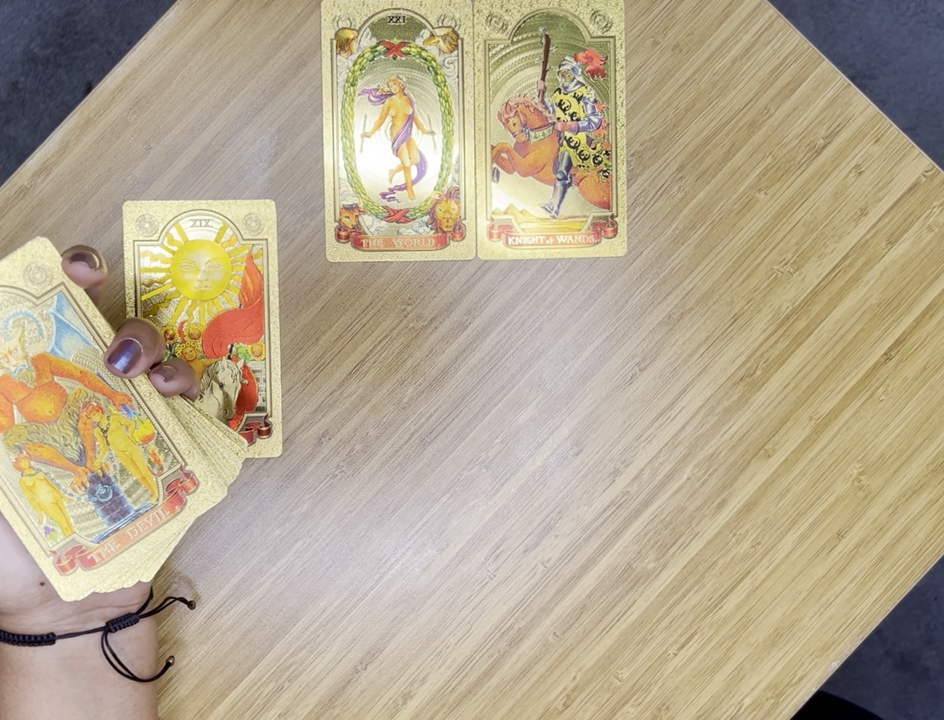 XXI
THE WORLD
KNIGHT of WANDS.
XIX
THE DEVIL